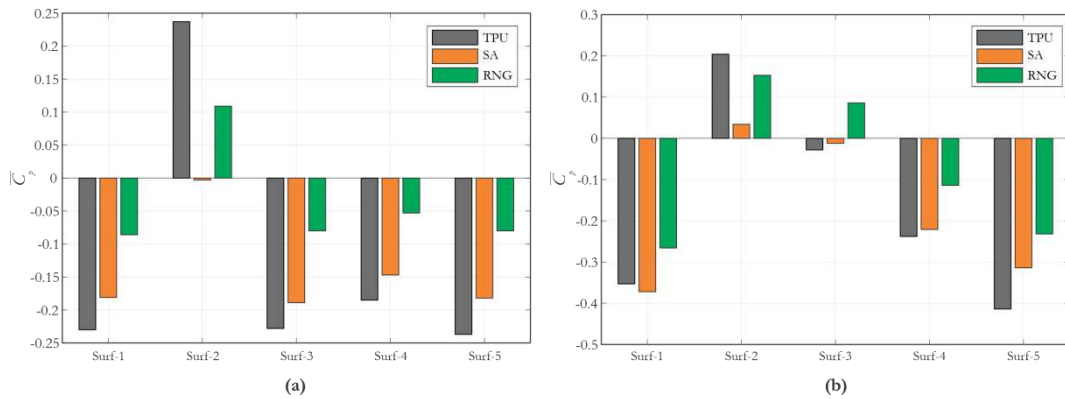 0.25
0.2
0.15
0.1
0.05
0
-0.05
-0.1
-0.15
-0.2
-0.25
C̅p
TPU
SA
RNG
Surf-1 Surf-2 Surf-3 Surf-4 Surf-5
(a)
0.3
0.2
0.1
0
-0.1
-0.2
-0.3
-0.4
-0.5
C̅p
TPU
SA
RNG
Surf-1 Surf-2 Surf-3 Surf-4 Surf-5
(b)